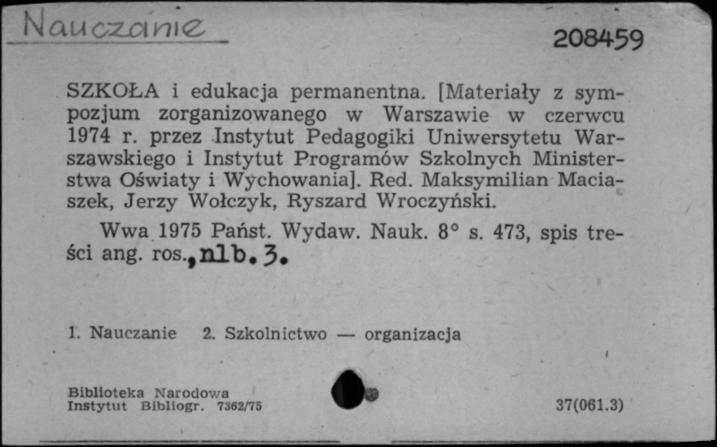 Nauczanie
208459
SZKOŁA i edukacja permanentna. [Materiały z sym-
pozjum zorganizowanego w Warszawie w czerwcu
1974 r. przez Instytut Pedagogiki Uniwersytetu War-
szawskiego i Instytut Programów Szkolnych Minister-
stwa Oświaty i Wychowania]. Red. Maksymilian Macia-
szek, Jerzy Wołczyk, Ryszard Wroczyński.
Wwa 1975 Państ. Wydaw. Nauk. 8° s. 473, spis tre-
ści ang. ros., nlb. 3.
1. Nauczanie 2. Szkolnictwo — organizacja
Biblioteka Narodowa
Instytut Bibliogr. 7362/75
37(061.3)